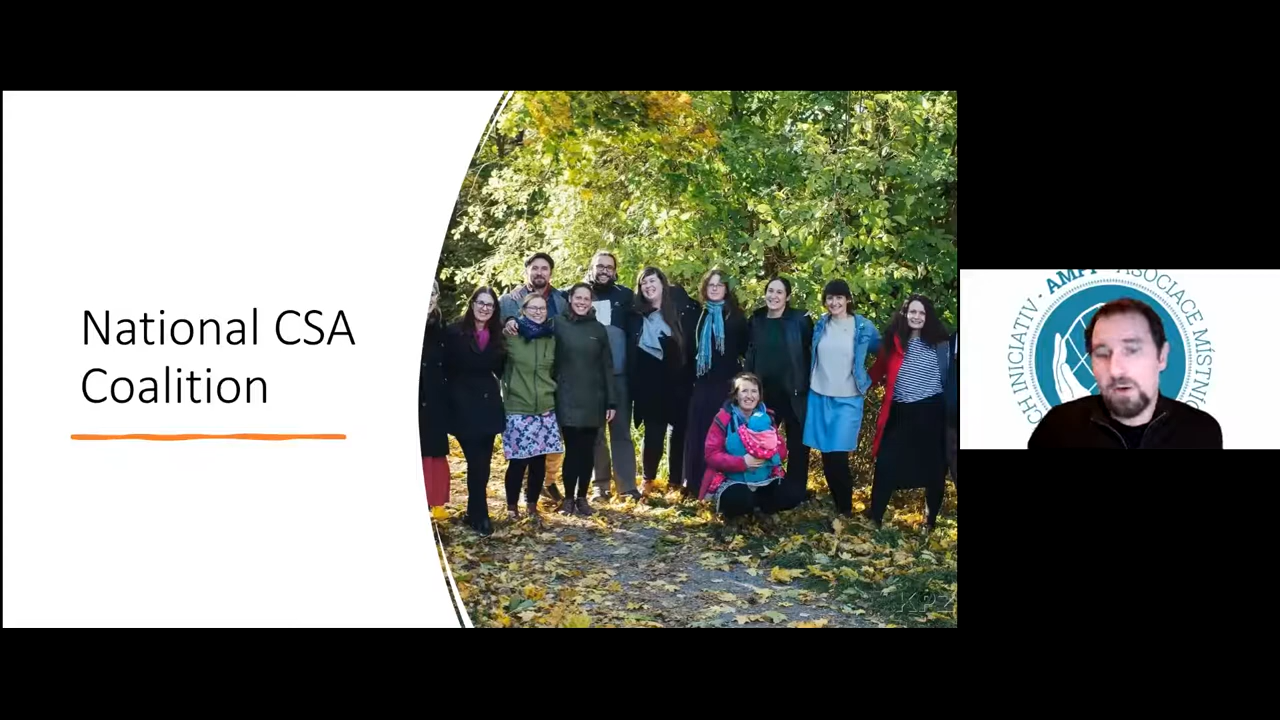 National CSA
Coalition
CH INICIATIV · AMPI · ASOCIACE MÍSTNÍ